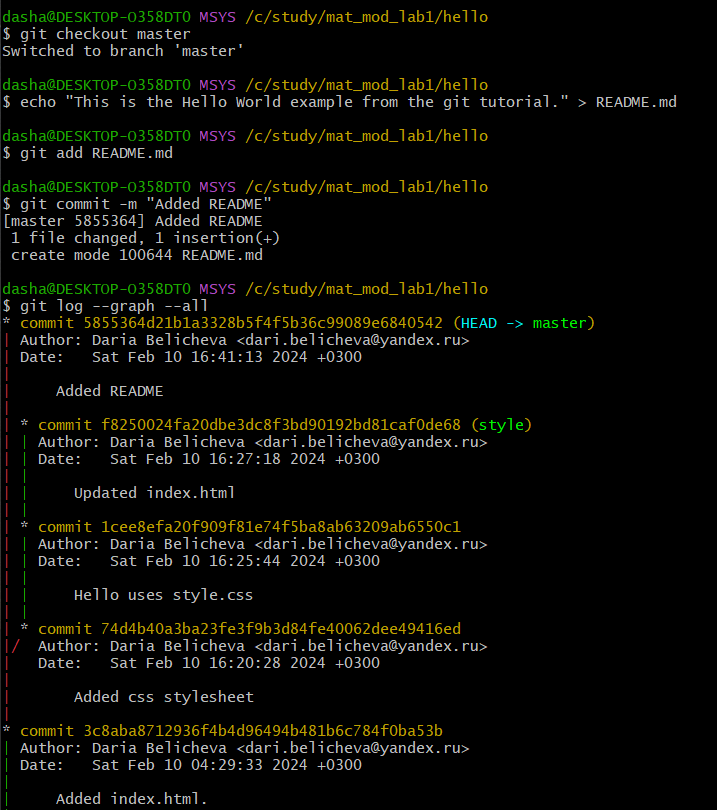 dasha@DESKTOP-O358DT0 MSYS /c/study/mat_mod_lab1/hello
$ git checkout master
Switched to branch 'master'

dasha@DESKTOP-O358DT0 MSYS /c/study/mat_mod_lab1/hello
$ echo "This is the Hello World example from the git tutorial." > README.md

dasha@DESKTOP-O358DT0 MSYS /c/study/mat_mod_lab1/hello
$ git add README.md

dasha@DESKTOP-O358DT0 MSYS /c/study/mat_mod_lab1/hello
$ git commit -m "Added README"
[master 5855364] Added README
 1 file changed, 1 insertion(+)
 create mode 100644 README.md

dasha@DESKTOP-O358DT0 MSYS /c/study/mat_mod_lab1/hello
$ git log --graph --all
* commit 5855364d21b1a3328b5f4f5b36c99089e6840542 (HEAD -> master)
| Author: Daria Belicheva <dari.belicheva@yandex.ru>
| Date:   Sat Feb 10 16:41:13 2024 +0300
|
|     Added README
|
| * commit f8250024fa20dbe3dc8f3bd90192bd81caf0de68 (style)
| | Author: Daria Belicheva <dari.belicheva@yandex.ru>
| | Date:   Sat Feb 10 16:27:18 2024 +0300
| |
| |     Updated index.html
| |
| * commit 1cee8efa20f909f81e74f5ba8ab63209ab6550c1
| | Author: Daria Belicheva <dari.belicheva@yandex.ru>
| | Date:   Sat Feb 10 16:25:44 2024 +0300
| |
| |     Hello uses style.css
| |
| * commit 74d4b40a3ba23fe3f9b3d84fe40062dee49416ed
|/  Author: Daria Belicheva <dari.belicheva@yandex.ru>
|   Date:   Sat Feb 10 16:20:28 2024 +0300
|
|       Added css stylesheet
|
* commit 3c8aba8712936f4b4d96494b481b6c784f0ba53b
| Author: Daria Belicheva <dari.belicheva@yandex.ru>
| Date:   Sat Feb 10 04:29:33 2024 +0300
|
|     Added index.html.